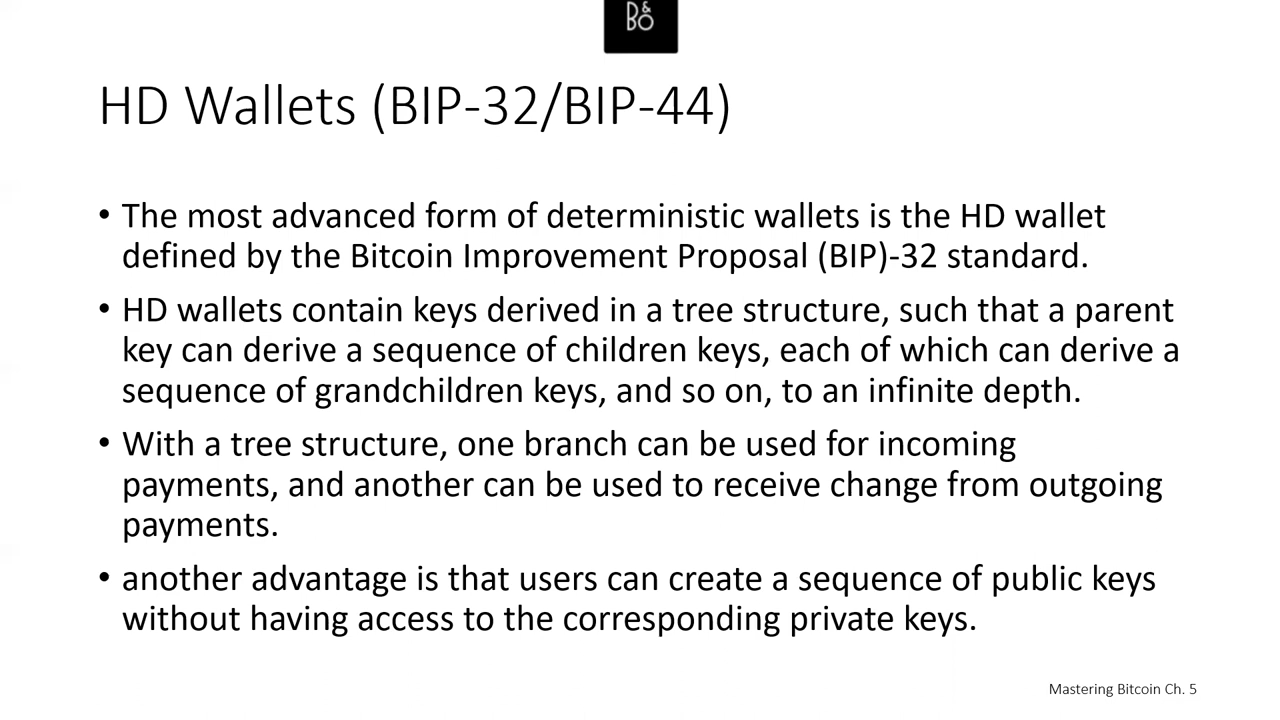 B&O
HD Wallets (BIP-32/BIP-44)
• The most advanced form of deterministic wallets is the HD wallet
defined by the Bitcoin Improvement Proposal (BIP)-32 standard.
• HD wallets contain keys derived in a tree structure, such that a parent
key can derive a sequence of children keys, each of which can derive a
sequence of grandchildren keys, and so on, to an infinite depth.
• With a tree structure, one branch can be used for incoming
payments, and another can be used to receive change from outgoing
payments.
• another advantage is that users can create a sequence of public keys
without having access to the corresponding private keys.
Mastering Bitcoin Ch. 5